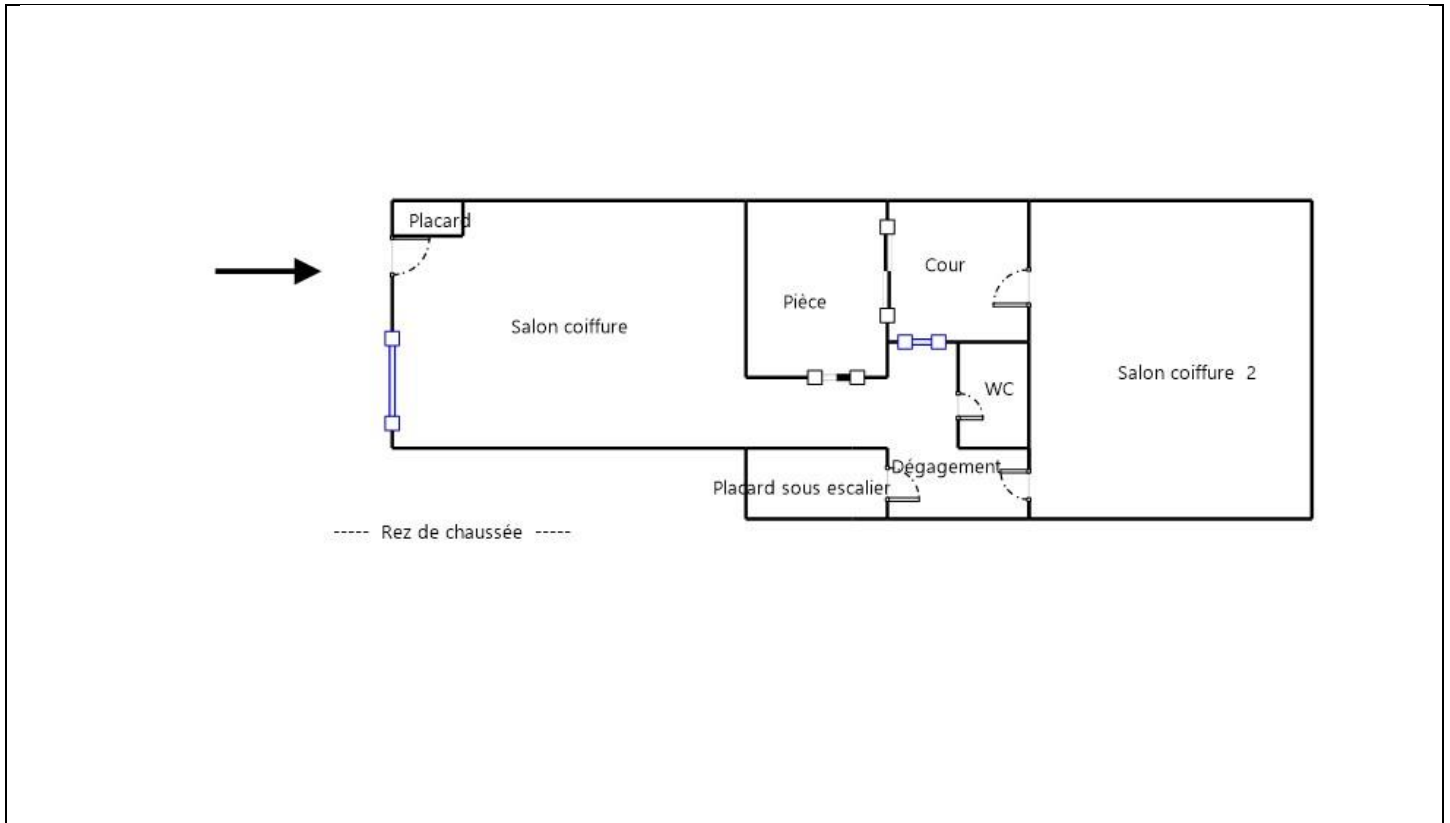 Placard
Cour
Pièce
Salon coiffure
Salon coiffure 2
WC
Dégagement
Placard sous escalier
----- Rez de chaussée -----